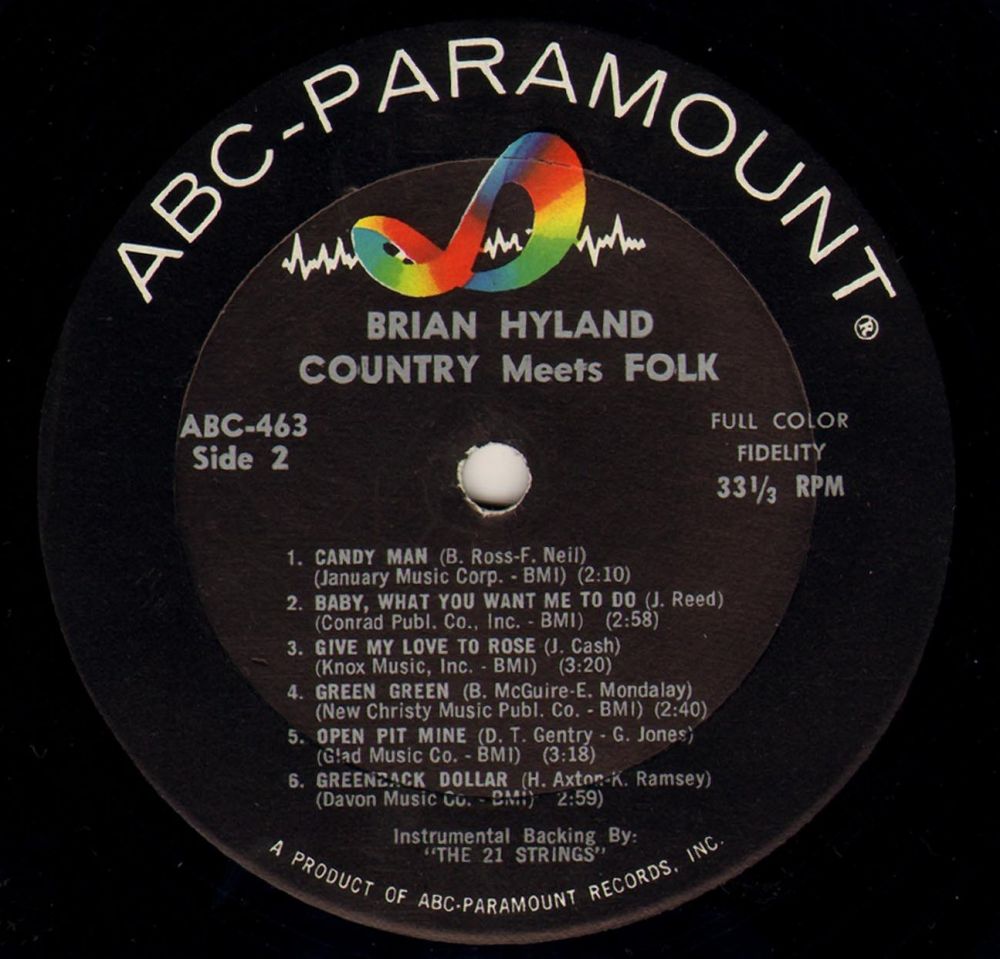 ABC-PARAMOUNT®
BRIAN HYLAND
COUNTRY Meets FOLK
ABC-463
Side 2
FULL COLOR
FIDELITY
33 1/3 RPM
1. CANDY MAN (B. Ross-F. Neil)
(January Music Corp. - BMI) (2:10)
2. BABY, WHAT YOU WANT ME TO DO (J. Reed)
(Conrad Publ. Co., Inc. - BMI) (2:58)
3. GIVE MY LOVE TO ROSE (J. Cash)
(Knox Music, Inc. - BMI) (3:20)
4. GREEN GREEN (B. McGuire-E. Mondalay)
(New Christy Music Publ. Co. - BMI) (2:40)
5. OPEN PIT MINE (D. T. Gentry - G. Jones)
(Glad Music Co. - BMI) (3:18)
6. GREENBACK DOLLAR (H. Axton-K. Ramsey)
(Davon Music Co. - BMI) 2:59)
Instrumental Backing By:
"THE 21 STRINGS"
A PRODUCT OF ABC-PARAMOUNT RECORDS, INC.